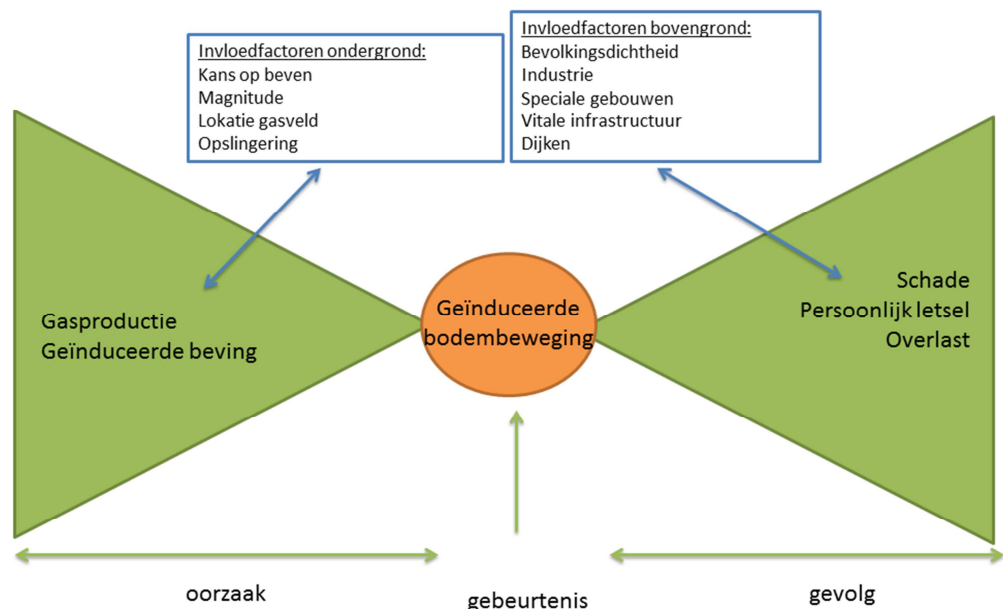 Invloedfactoren ondergrond:
Kans op beven
Magnitude
Lokatie gasveld
Opslingering
Invloedfactoren bovengrond:
Bevolkingsdichtheid
Industrie
Speciale gebouwen
Vitale infrastructuur
Dijken
Gasproductie
Geïnduceerde beving
Geïnduceerde
bodembeweging
Schade
Persoonlijk letsel
Overlast
oorzaak
gebeurtenis
gevolg